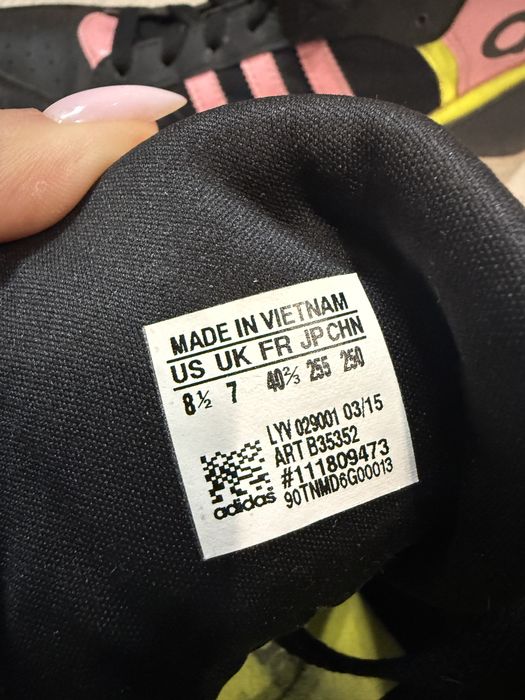 MADE IN VIETNAM
US UK FR JP CHN
8½ 7 40⅔ 255 250
LYV 029001 03/15
ART B35352
#111809473
90TNMD6G00013
adidas